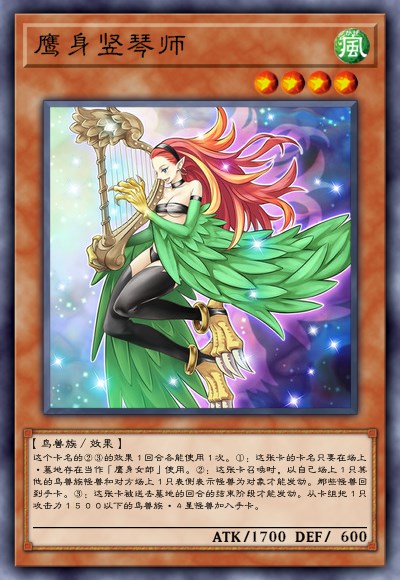 鹰身竖琴师
風
【鸟兽族／效果】
这个卡名的②③的效果1回合各能使用1次。①：这张卡的卡名只要在场上
・墓地存在当作「鹰身女郎」使用。②：这张卡召唤时，以自己场上1只其
他的鸟兽族怪兽和对方场上1只表侧表示怪兽为对象才能发动。那些怪兽回
到手卡。③：这张卡被送去墓地的回合的结束阶段才能发动。从卡组把1只
攻击力1500以下的鸟兽族・4星怪兽加入手卡。
ATK/1700 DEF/ 600